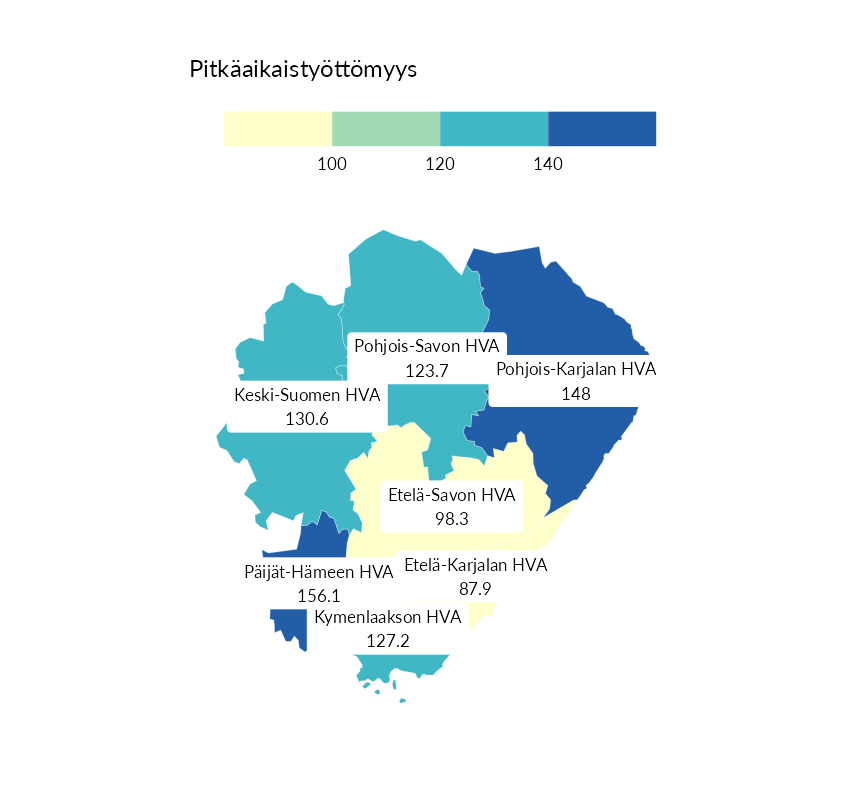 Pitkäaikaistyöttömyys
100 120 140
Pohjois-Savon HVA
123.7
Pohjois-Karjalan HVA
148
Keski-Suomen HVA
130.6
Etelä-Savon HVA
98.3
Etelä-Karjalan HVA
87.9
Päijät-Hämeen HVA
156.1
Kymenlaakson HVA
127.2